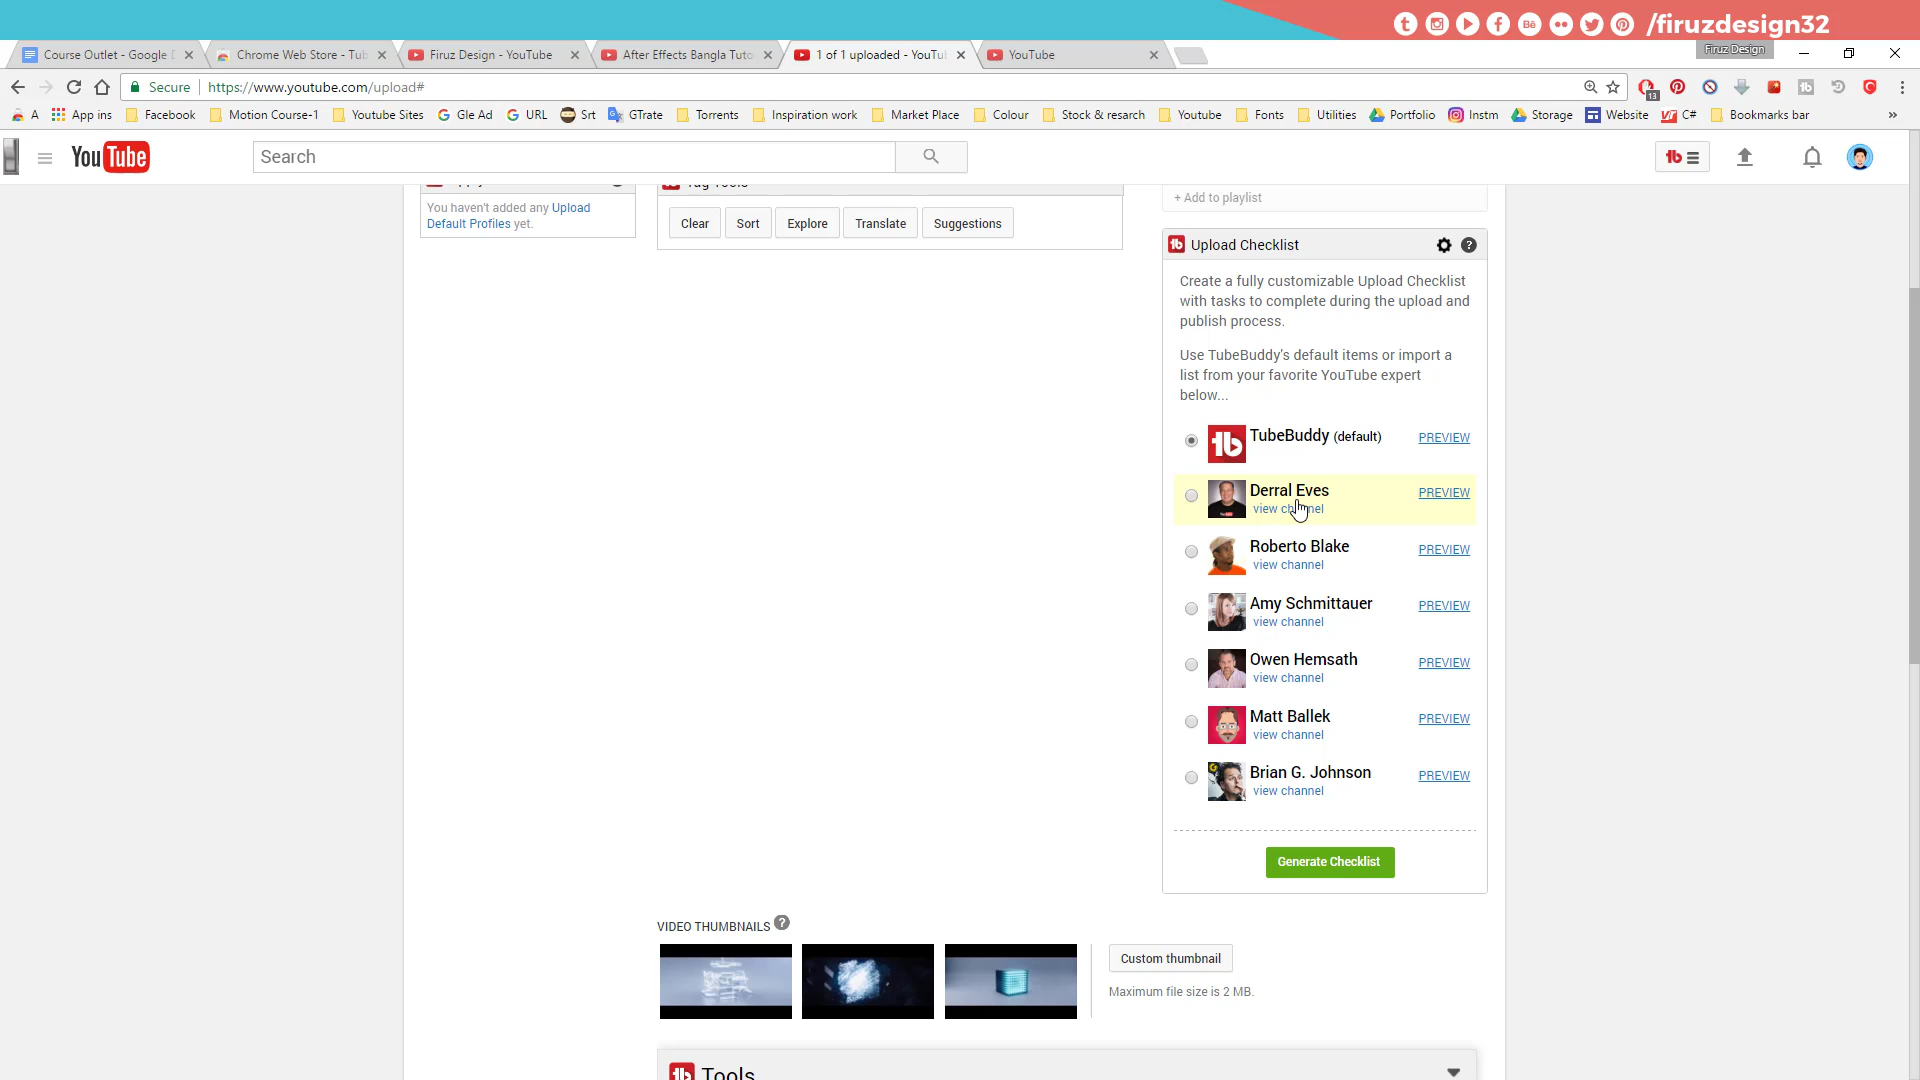 /firuzdesign32
Firuz Design
Course Outlet - Google
Chrome Web Store - Tub
Firuz Design - YouTube
After Effects Bangla Tuto
1 of 1 uploaded - YouTu
YouTube
Secure
https://www.youtube.com/upload#
13
A
App ins
Facebook
Motion Course-1
Youtube Sites
Gle Ad
URL
Srt
GTrate
Torrents
Inspiration work
Market Place
Colour
Stock & resarch
Youtube
Fonts
Utilities
Portfolio
Instm
Storage
Website
C#
Bookmarks bar
YouTube
Search
You haven't added any Upload
Default Profiles yet.
Tag Tools
Clear
Sort
Explore
Translate
Suggestions
+ Add to playlist
Upload Checklist
Create a fully customizable Upload Checklist
with tasks to complete during the upload and
publish process.
Use TubeBuddy's default items or import a
list from your favorite YouTube expert
below...
TubeBuddy (default)
PREVIEW
Derral Eves
PREVIEW
view channel
Roberto Blake
PREVIEW
view channel
Amy Schmittauer
PREVIEW
view channel
Owen Hemsath
PREVIEW
view channel
Matt Ballek
PREVIEW
view channel
Brian G. Johnson
PREVIEW
view channel
Generate Checklist
VIDEO THUMBNAILS
Custom thumbnail
Maximum file size is 2 MB.
Tools